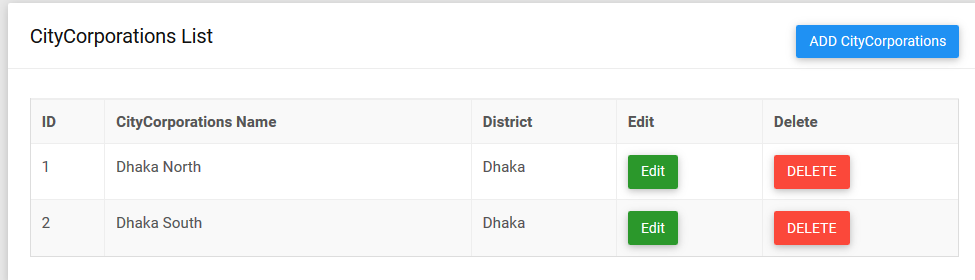 CityCorporations List
ADD CityCorporations
ID CityCorporations Name District Edit Delete
1 Dhaka North Dhaka Edit DELETE
2 Dhaka South Dhaka Edit DELETE